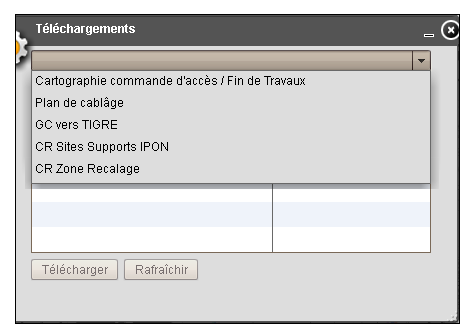 Téléchargements
Cartographie commande d'accès / Fin de Travaux
Plan de cablâge
GC vers TIGRE
CR Sites Supports IPON
CR Zone Recalage
Télécharger Rafraîchir